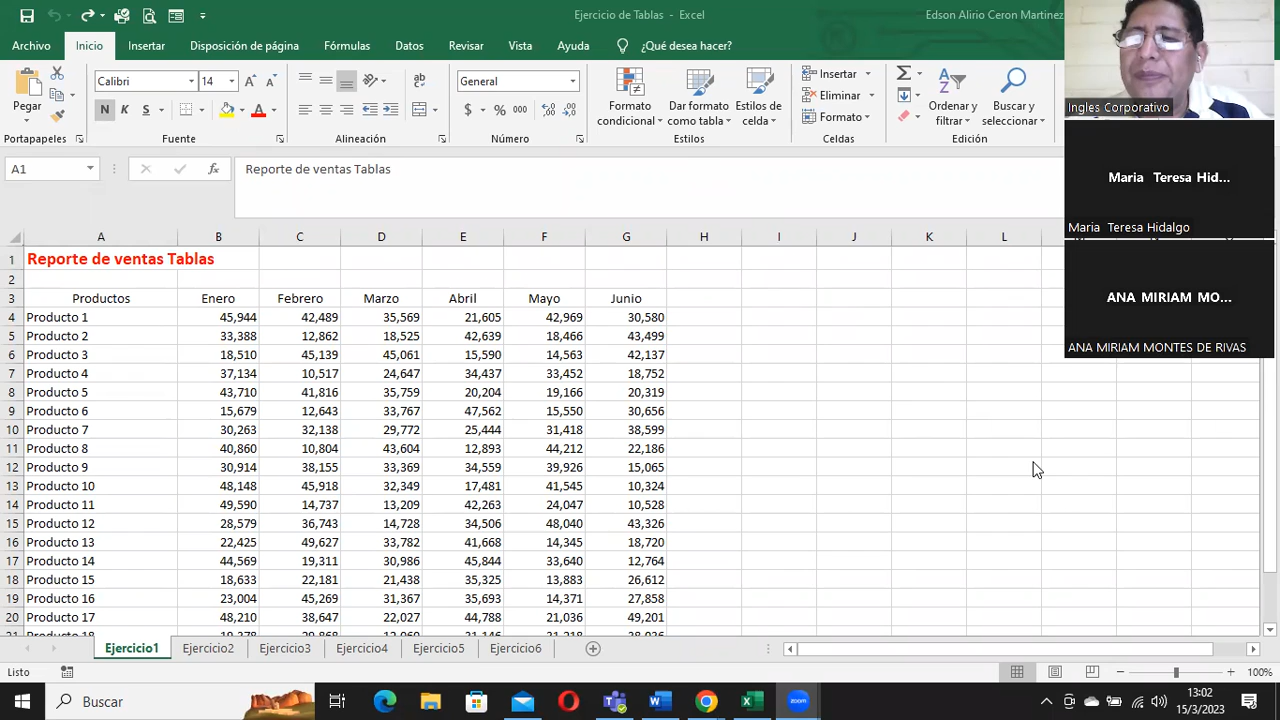 Ejercicio de Tablas - Excel
Edson Alirio Ceron Martinez
Archivo Inicio Insertar Disposición de página Fórmulas Datos Revisar Vista Ayuda ¿Qué desea hacer?
Pegar
Calibri 14
N K S
ab
General
$ % 000
Formato condicional
Dar formato como tabla
Estilos de celda
Insertar
Eliminar
Formato
Ordenar y filtrar
Buscar y seleccionar
Portapapeles Fuente Alineación Número Estilos Celdas Edición
Ingles Corporativo
Maria Teresa Hid...
Maria Teresa Hidalgo
ANA MIRIAM MO...
ANA MIRIAM MONTES DE RIVAS
A1 fx Reporte de ventas Tablas
A B C D E F G H I J K L
1 Reporte de ventas Tablas
2
3 Productos Enero Febrero Marzo Abril Mayo Junio
4 Producto 1 45,944 42,489 35,569 21,605 42,969 30,580
5 Producto 2 33,388 12,862 18,525 42,639 18,466 43,499
6 Producto 3 18,510 45,139 45,061 15,590 14,563 42,137
7 Producto 4 37,134 10,517 24,647 34,437 33,452 18,752
8 Producto 5 43,710 41,816 35,759 20,204 19,166 20,319
9 Producto 6 15,679 12,643 33,767 47,562 15,550 30,656
10 Producto 7 30,263 32,138 29,772 25,444 31,418 38,599
11 Producto 8 40,860 10,804 43,604 12,893 44,212 22,186
12 Producto 9 30,914 38,155 33,369 34,559 39,926 15,065
13 Producto 10 48,148 45,918 32,349 17,481 41,545 10,324
14 Producto 11 49,590 14,737 13,209 42,263 24,047 10,528
15 Producto 12 28,579 36,743 14,728 34,506 48,040 43,326
16 Producto 13 22,425 49,627 33,782 41,668 14,345 18,720
17 Producto 14 44,569 19,311 30,986 45,844 33,640 12,764
18 Producto 15 18,633 22,181 21,438 35,325 13,883 26,612
19 Producto 16 23,004 45,269 31,367 35,693 14,371 27,858
20 Producto 17 48,210 38,647 22,027 44,788 21,036 49,201
Ejercicio1 Ejercicio2 Ejercicio3 Ejercicio4 Ejercicio5 Ejercicio6
Listo
100%
Buscar
13:02
15/3/2023